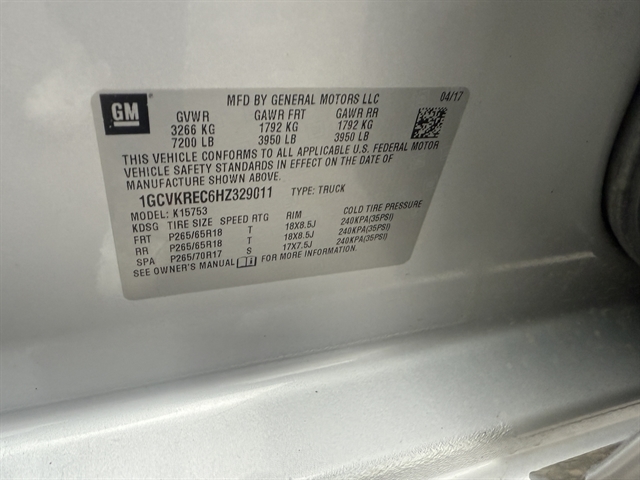 GM
MFD BY GENERAL MOTORS LLC
04/17
GVWR GAWR FRT GAWR RR
3266 KG 1792 KG 1792 KG
7200 LB 3950 LB 3950 LB
THIS VEHICLE CONFORMS TO ALL APPLICABLE U.S. FEDERAL MOTOR
VEHICLE SAFETY STANDARDS IN EFFECT ON THE DATE OF
MANUFACTURE SHOWN ABOVE.
1GCVKREC6HZ329011 TYPE: TRUCK
MODEL: K15753
KDSG TIRE SIZE SPEED RTG RIM COLD TIRE PRESSURE
FRT P265/65R18 T 18X8.5J 240KPA(35PSI)
RR P265/65R18 T 18X8.5J 240KPA(35PSI)
SPA P265/70R17 S 17X7.5J 240KPA(35PSI)
SEE OWNER'S MANUAL FOR MORE INFORMATION.